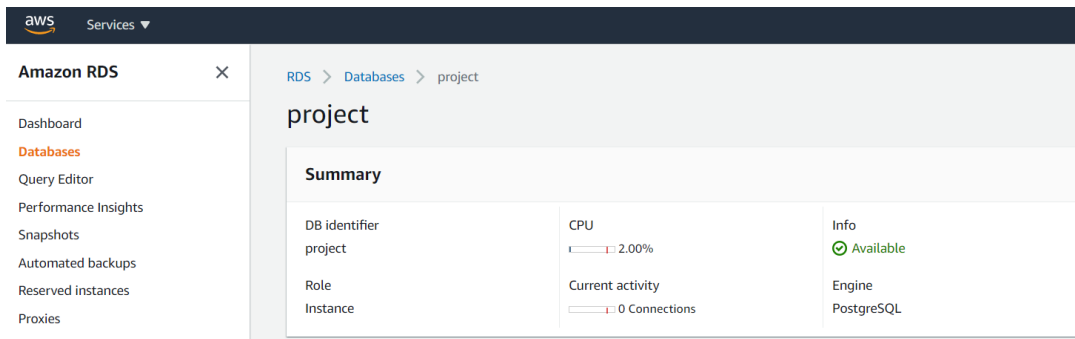 aws
Services ▼
Amazon RDS
Dashboard
Databases
Query Editor
Performance Insights
Snapshots
Automated backups
Reserved instances
Proxies
RDS > Databases > project
project
Summary
DB identifier
project
CPU
2.00%
Info
Available
Role
Instance
Current activity
0 Connections
Engine
PostgreSQL